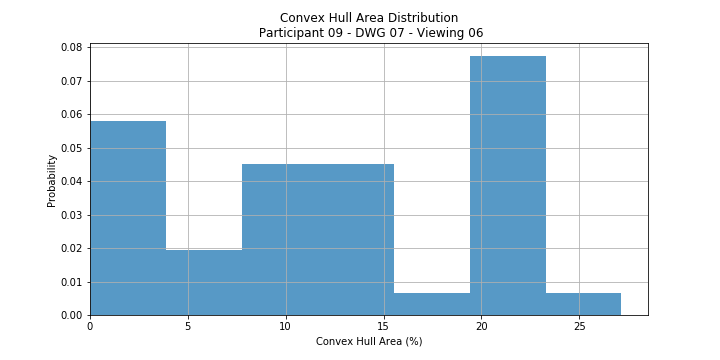 Convex Hull Area Distribution
Participant 09 - DWG 07 - Viewing 06
0.08
0.07
0.06
0.05
0.04
0.03
0.02
0.01
0.00
Probability
0 5 10 15 20 25
Convex Hull Area (%)